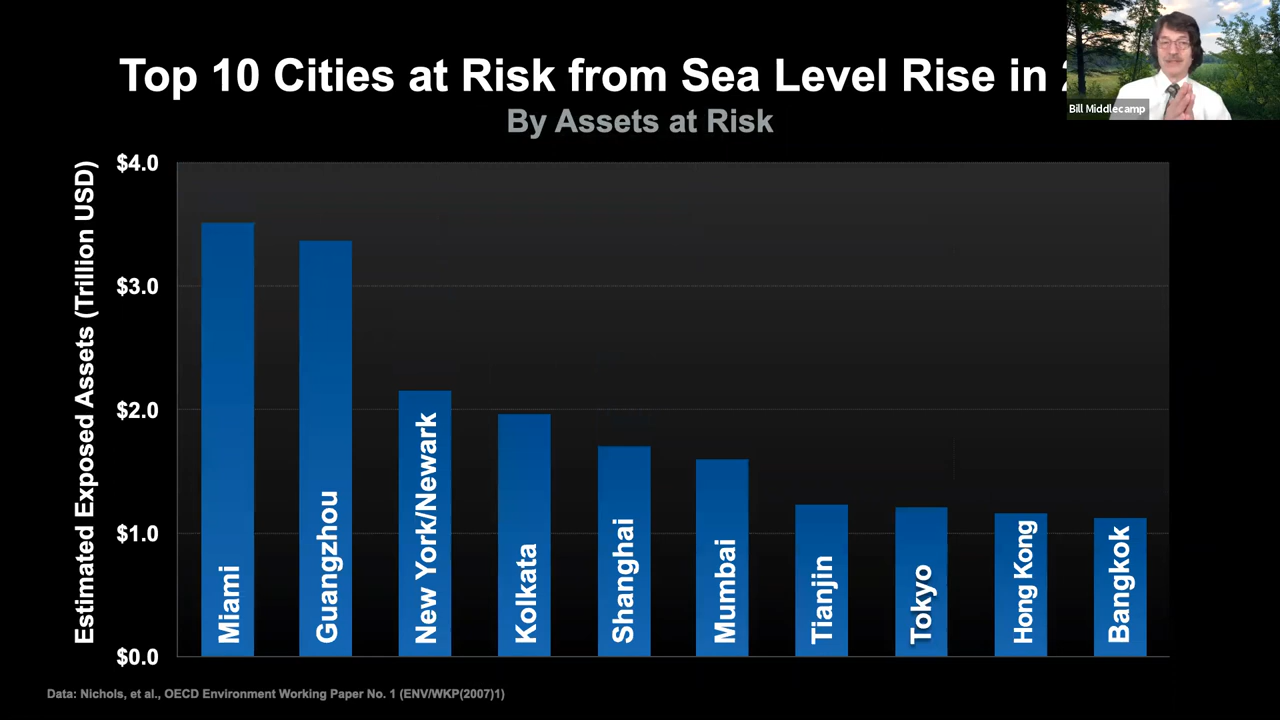 Top 10 Cities at Risk from Sea Level Rise in
By Assets at Risk
Bill Middlecamp
Estimated Exposed Assets (Trillion USD)
$4.0
$3.0
$2.0
$1.0
$0.0
Miami
Guangzhou
New York/Newark
Kolkata
Shanghai
Mumbai
Tianjin
Tokyo
Hong Kong
Bangkok
Data: Nichols, et al., OECD Environment Working Paper No. 1 (ENV/WKP(2007)1)